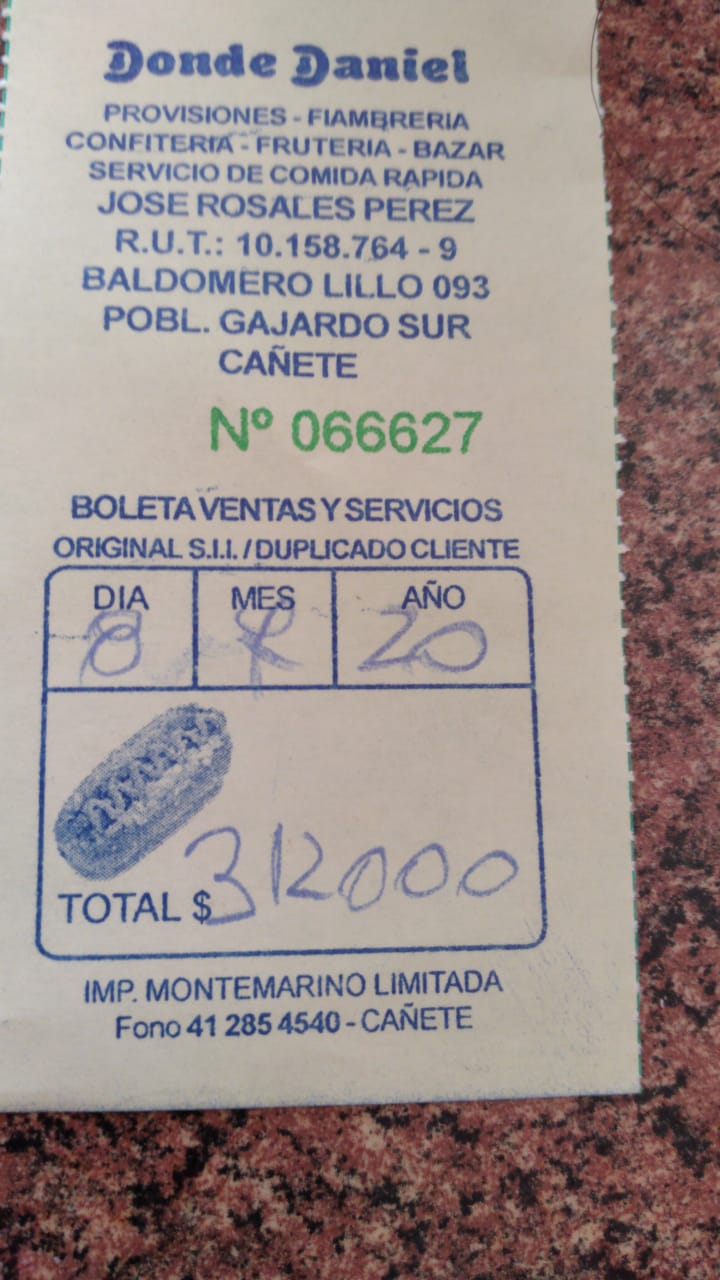 Donde Daniel
PROVISIONES - FIAMBRERIA
CONFITERIA - FRUTERIA - BAZAR
SERVICIO DE COMIDA RAPIDA
JOSE ROSALES PEREZ
R.U.T.: 10.158.764 - 9
BALDOMERO LILLO 093
POBL. GAJARDO SUR
CAÑETE
Nº 066627
BOLETA VENTAS Y SERVICIOS
ORIGINAL S.I.I. / DUPLICADO CLIENTE
DIA MES AÑO
8 4 20
TOTAL $ 312000
IMP. MONTEMARINO LIMITADA
Fono 41 285 4540 - CAÑETE